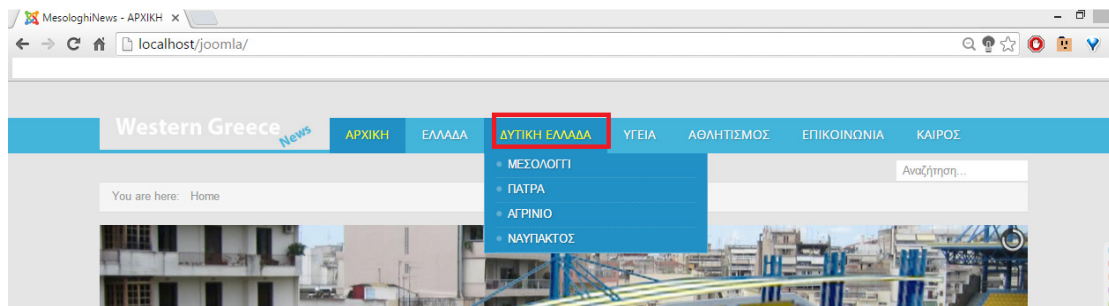 MesologhiNews - ΑΡΧΙΚΗ
localhost/joomla/
Western Greece News
ΑΡΧΙΚΗ ΕΛΛΑΔΑ ΔΥΤΙΚΗ ΕΛΛΑΔΑ ΥΓΕΙΑ ΑΘΛΗΤΙΣΜΟΣ ΕΠΙΚΟΙΝΩΝΙΑ ΚΑΙΡΟΣ
ΜΕΣΟΛΟΓΓΙ
Αναζήτηση...
ΠΑΤΡΑ
You are here: Home
ΑΓΡΙΝΙΟ
ΝΑΥΠΑΚΤΟΣ